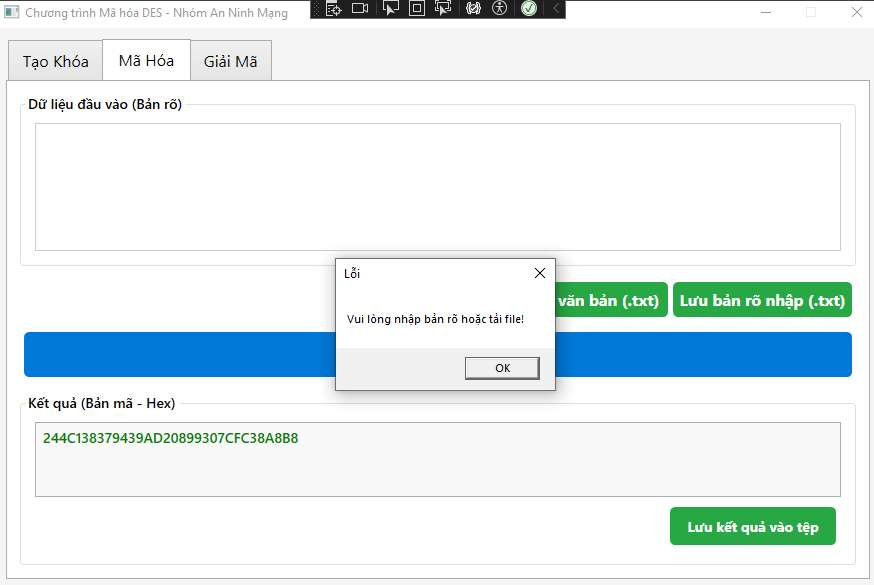 Chương trình Mã hóa DES - Nhóm An Ninh Mạng
Tạo Khóa
Mã Hóa
Giải Mã
Dữ liệu đầu vào (Bản rõ)
Lỗi
Vui lòng nhập bản rõ hoặc tải file!
OK
văn bản (.txt)
Lưu bản rõ nhập (.txt)
Kết quả (Bản mã - Hex)
244C138379439AD20899307CFC38A8B8
Lưu kết quả vào tệp